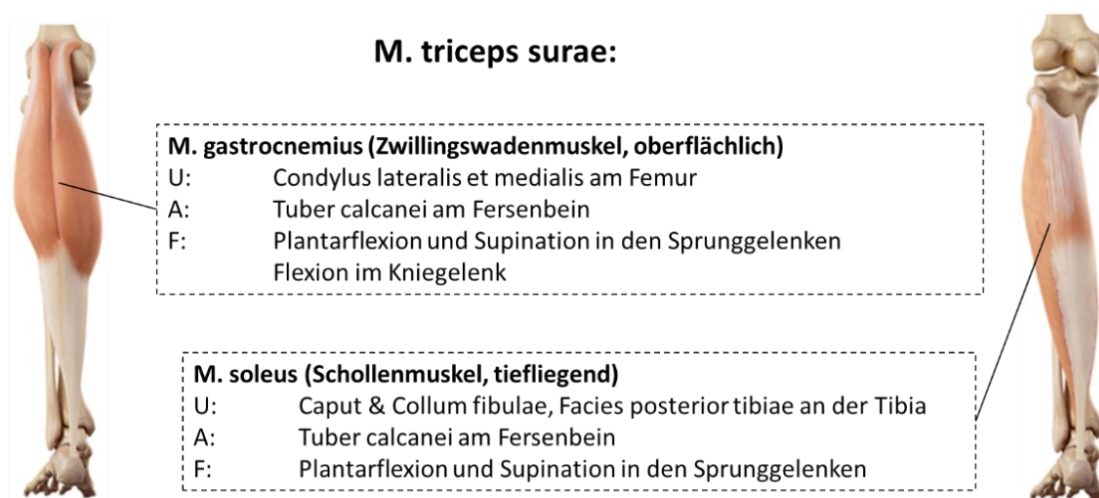 M. triceps surae:
M. gastrocnemius (Zwillingswadenmuskel, oberflächlich)
U: Condylus lateralis et medialis am Femur
A: Tuber calcanei am Fersenbein
F: Plantarflexion und Supination in den Sprunggelenken
Flexion im Kniegelenk
M. soleus (Schollenmuskel, tiefliegend)
U: Caput & Collum fibulae, Facies posterior tibiae an der Tibia
A: Tuber calcanei am Fersenbein
F: Plantarflexion und Supination in den Sprunggelenken